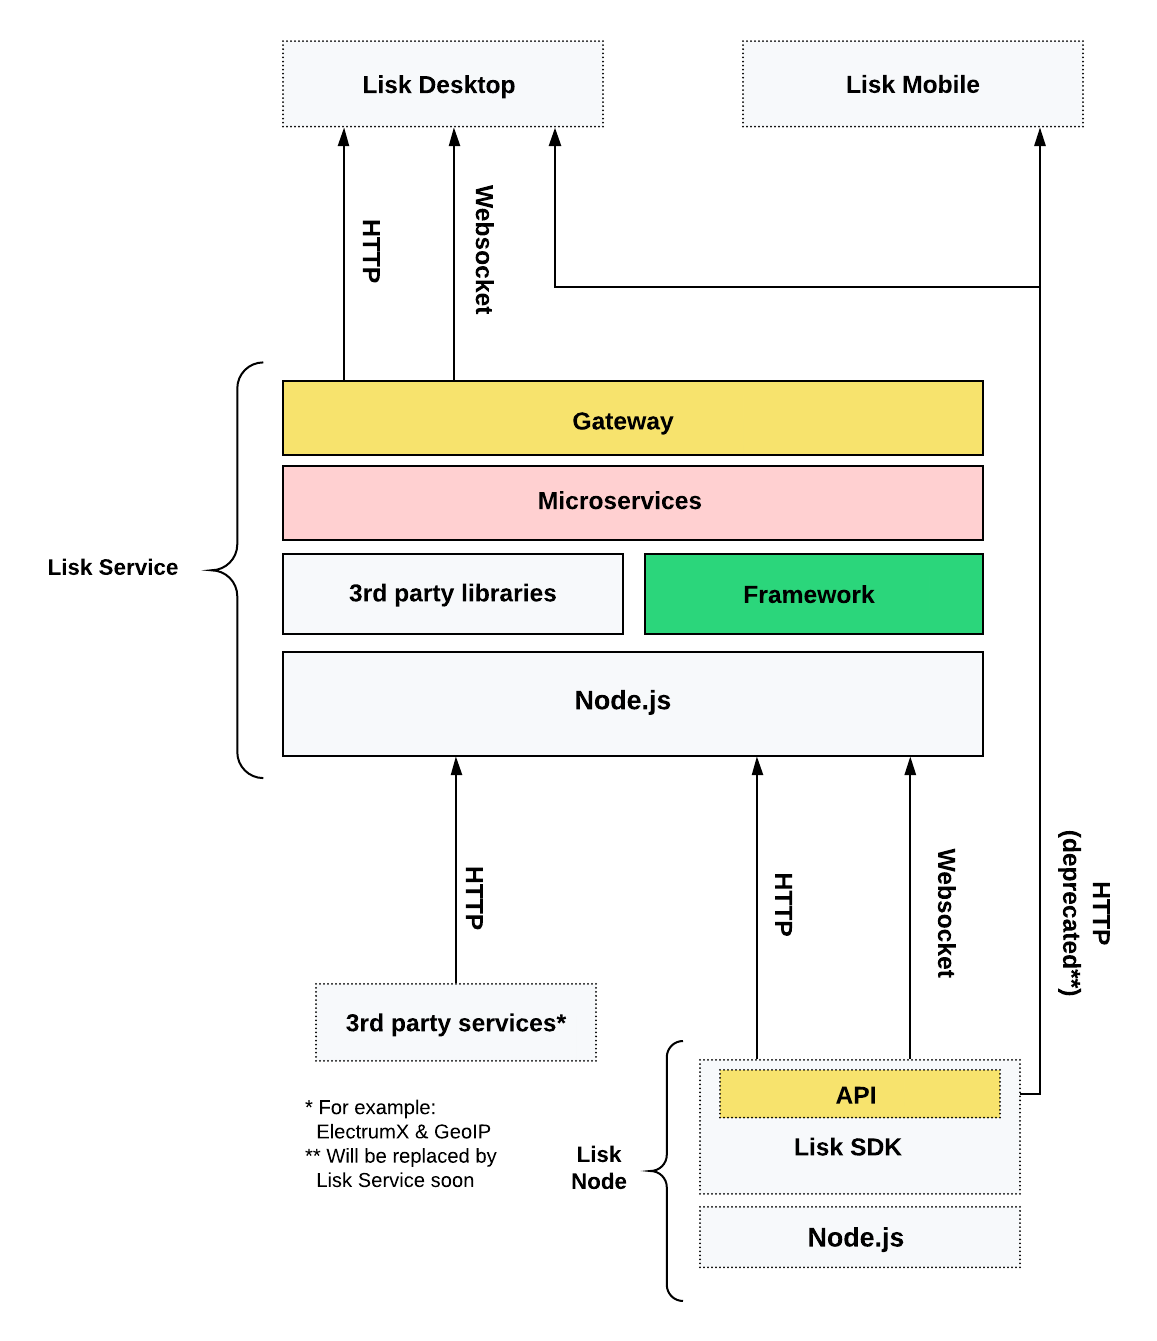 Lisk Desktop
Lisk Mobile
HTTP
Websocket
Gateway
Microservices
Lisk Service
3rd party libraries
Framework
Node.js
HTTP
HTTP
Websocket
HTTP
(deprecated**)
3rd party services*
* For example:
ElectrumX & GeoIP
** Will be replaced by
Lisk Service soon
Lisk
Node
API
Lisk SDK
Node.js